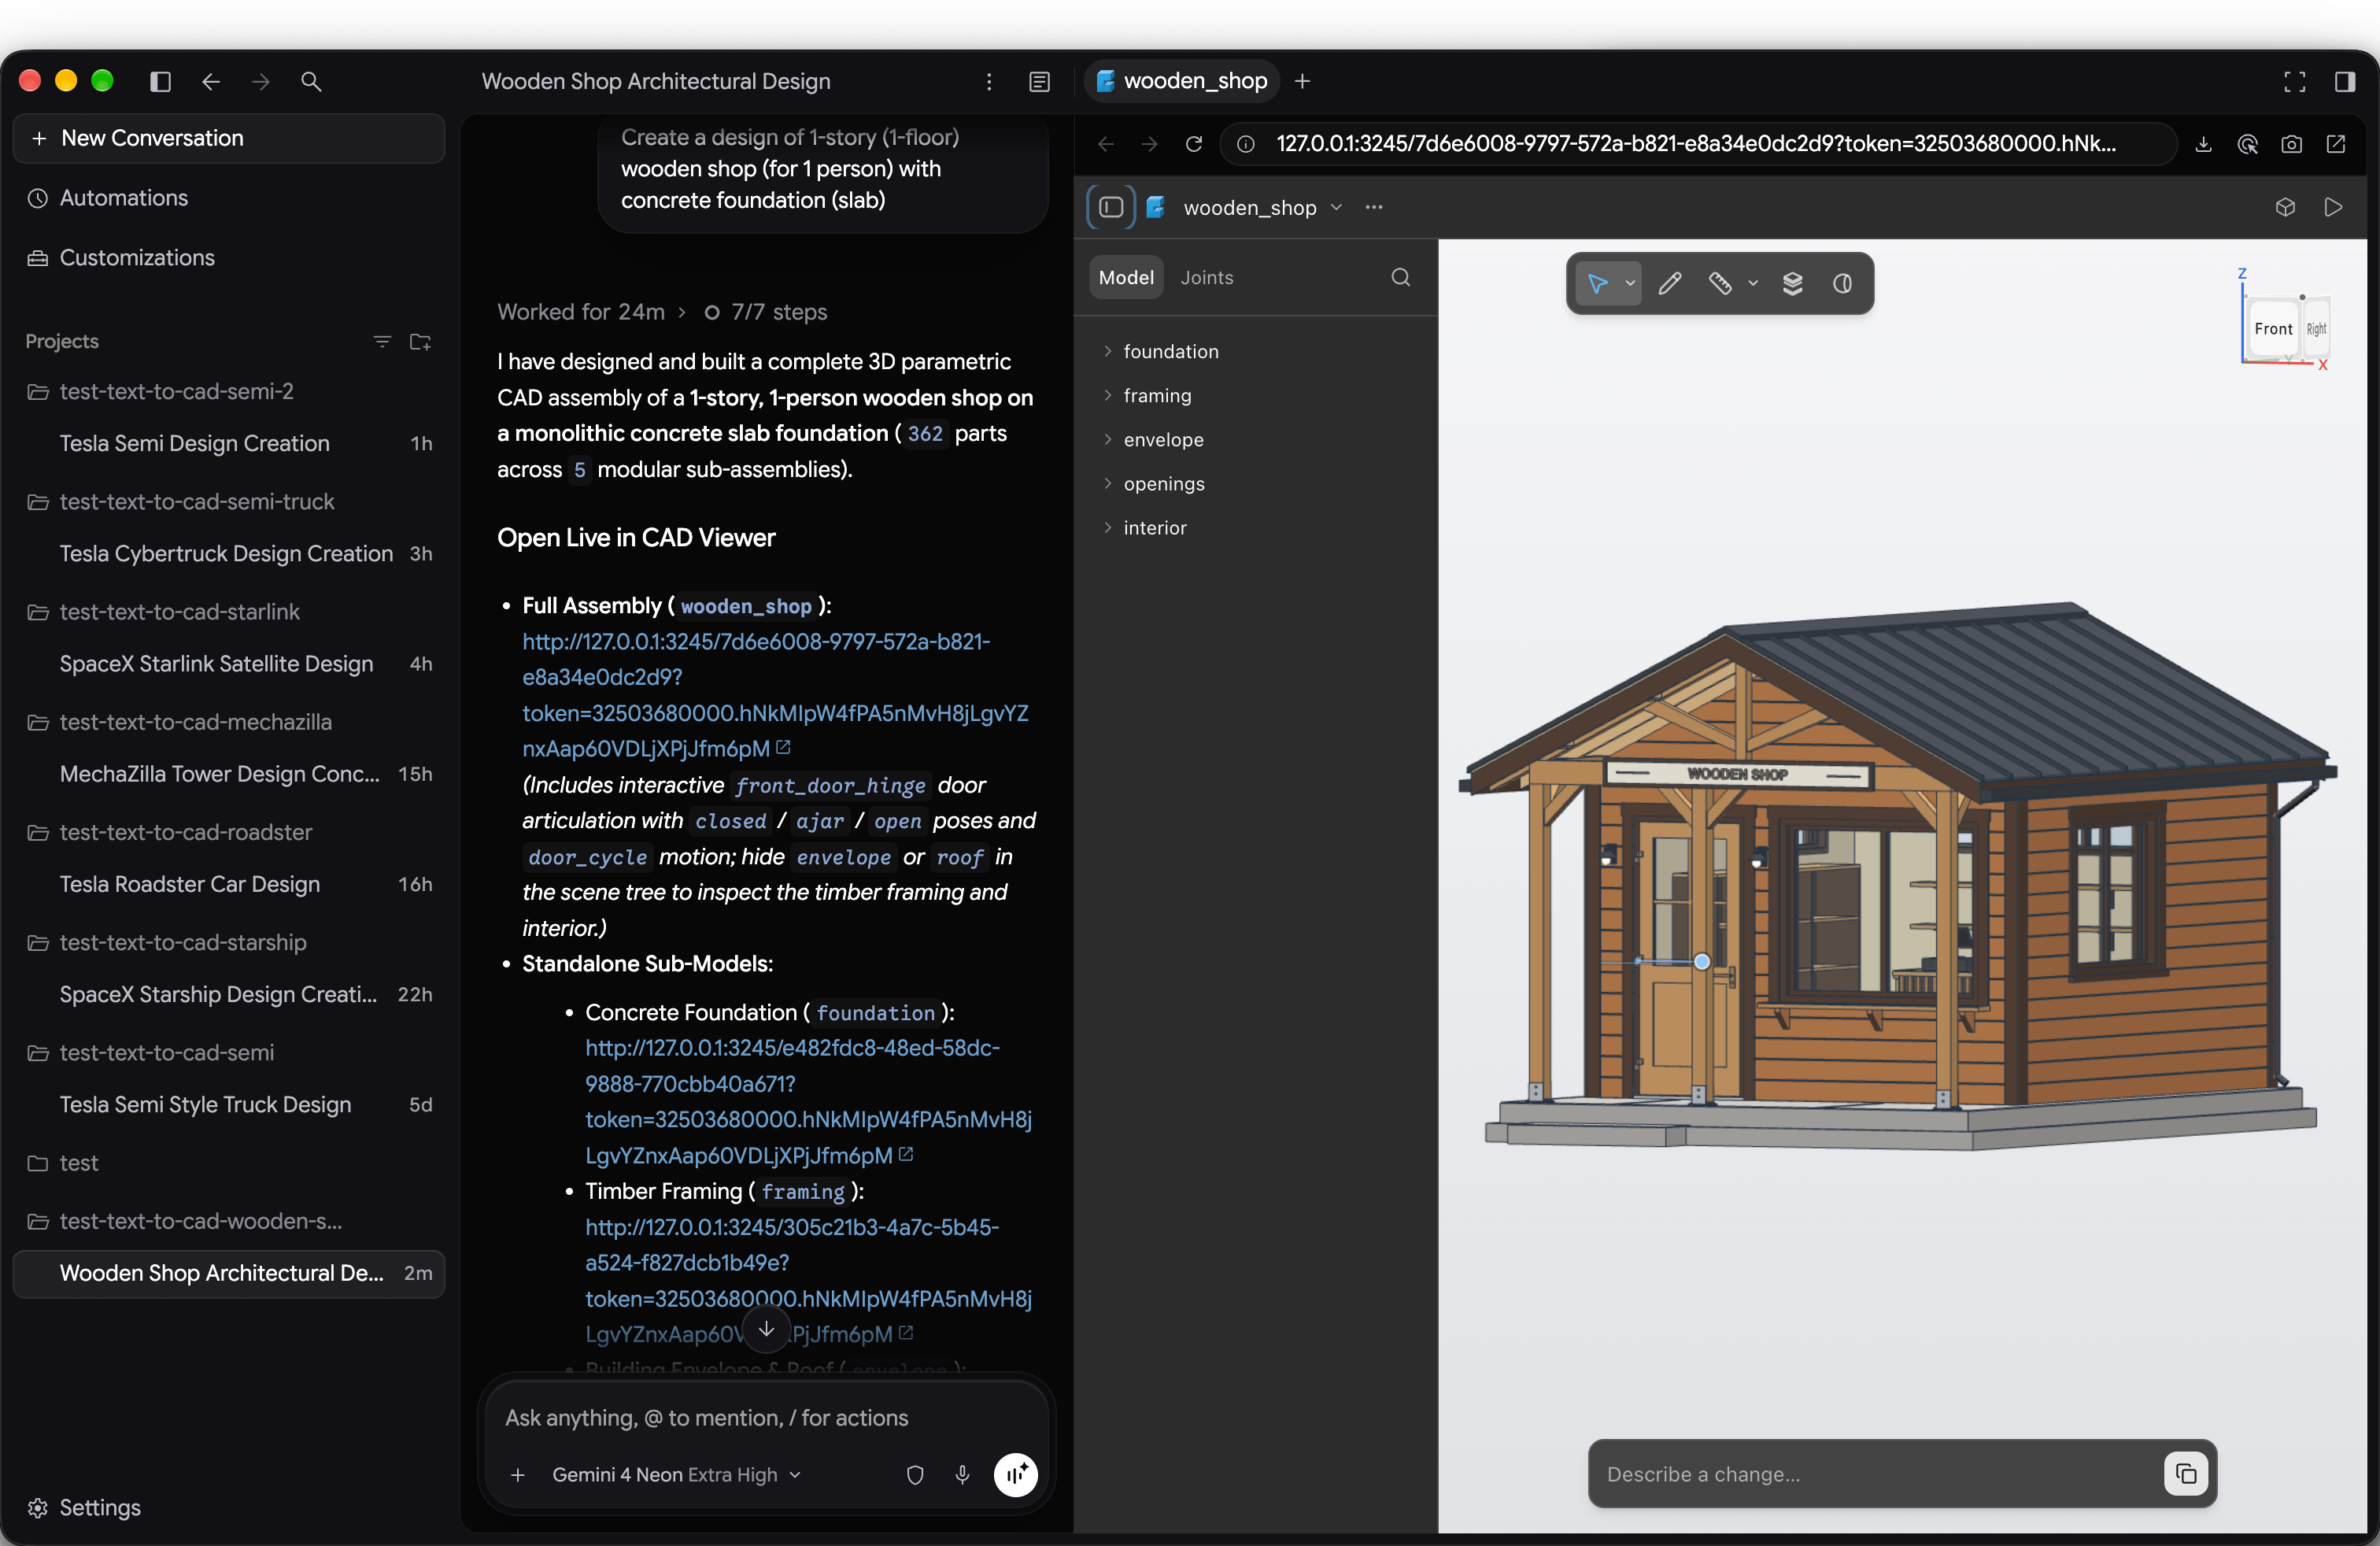 Wooden Shop Architectural Design
wooden_shop
New Conversation
Automations
Customizations
Projects
test-text-to-cad-semi-2
Tesla Semi Design Creation 1h
test-text-to-cad-semi-truck
Tesla Cybertruck Design Creation 3h
test-text-to-cad-starlink
SpaceX Starlink Satellite Design 4h
test-text-to-cad-mechazilla
MechaZilla Tower Design Conc... 15h
test-text-to-cad-roadster
Tesla Roadster Car Design 16h
test-text-to-cad-starship
SpaceX Starship Design Creati... 22h
test-text-to-cad-semi
Tesla Semi Style Truck Design 5d
test
test-text-to-cad-wooden-s...
Wooden Shop Architectural De... 2m
Settings
Create a design of 1-story (1-floor)
wooden shop (for 1 person) with
concrete foundation (slab)
Worked for 24m > 7/7 steps
I have designed and built a complete 3D parametric
CAD assembly of a 1-story, 1-person wooden shop on
a monolithic concrete slab foundation ( 362 parts
across 5 modular sub-assemblies).
Open Live in CAD Viewer
• Full Assembly ( wooden_shop ):
http://127.0.0.1:3245/7d6e6008-9797-572a-b821-
e8a34e0dc2d9?
token=32503680000.hNkMIpW4fPA5nMvH8jLgvYZ
nxAap60VDLjXPjJfm6pM
(Includes interactive front_door_hinge door
articulation with closed / ajar / open poses and
door_cycle motion; hide envelope or roof in
the scene tree to inspect the timber framing and
interior.)
• Standalone Sub-Models:
• Concrete Foundation ( foundation ):
http://127.0.0.1:3245/e482fdc8-48ed-58dc-
9888-770cbb40a671?
token=32503680000.hNkMIpW4fPA5nMvH8j
LgvYZnxAap60VDLjXPjJfm6pM
• Timber Framing ( framing ):
http://127.0.0.1:3245/305c21b3-4a7c-5b45-
a524-f827dcb1b49e?
token=32503680000.hNkMIpW4fPA5nMvH8j
LgvYZnxAap60V PjJfm6pM
• Building Envelope & Roof ( envelope ):
Ask anything, @ to mention, / for actions
Gemini 4 Neon Extra High
127.0.0.1:3245/7d6e6008-9797-572a-b821-e8a34e0dc2d9?token=32503680000.hNk...
wooden_shop
Model Joints
foundation
framing
envelope
openings
interior
Z
Front Right
Y
X
WOODEN SHOP
Describe a change...